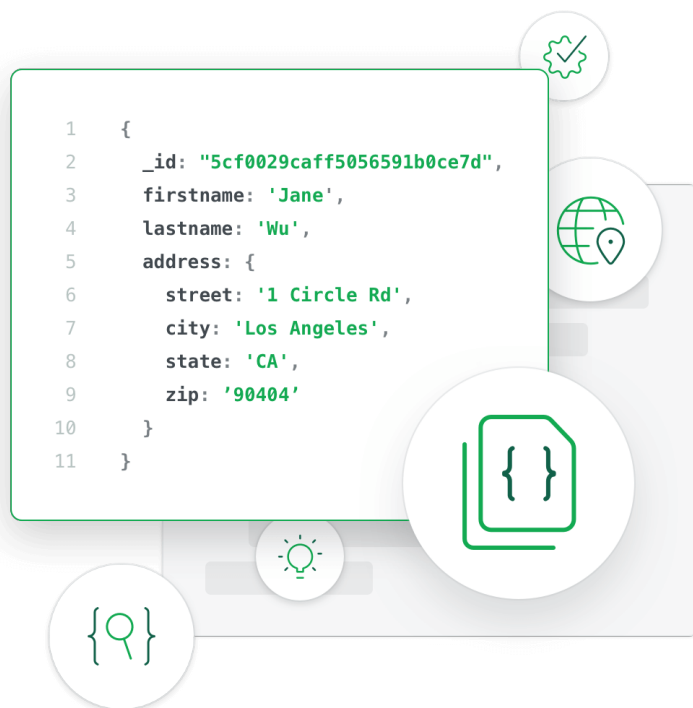 1 {
2 _id: "5cf0029caff5056591b0ce7d",
3 firstname: 'Jane',
4 lastname: 'Wu',
5 address: {
6 street: '1 Circle Rd',
7 city: 'Los Angeles',
8 state: 'CA',
9 zip: ’90404’
10 }
11 }
{ }
{ }